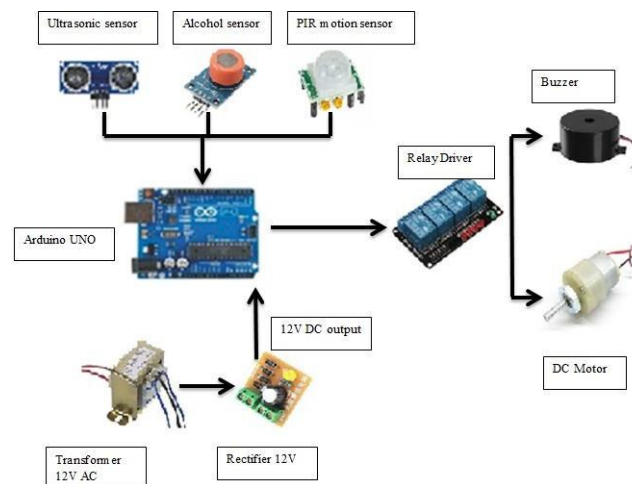 Ultrasonic sensor
Alcohol sensor
PIR motion sensor
Buzzer
Relay Driver
Arduino UNO
12V DC output
DC Motor
Transformer
12V AC
Rectifier 12V